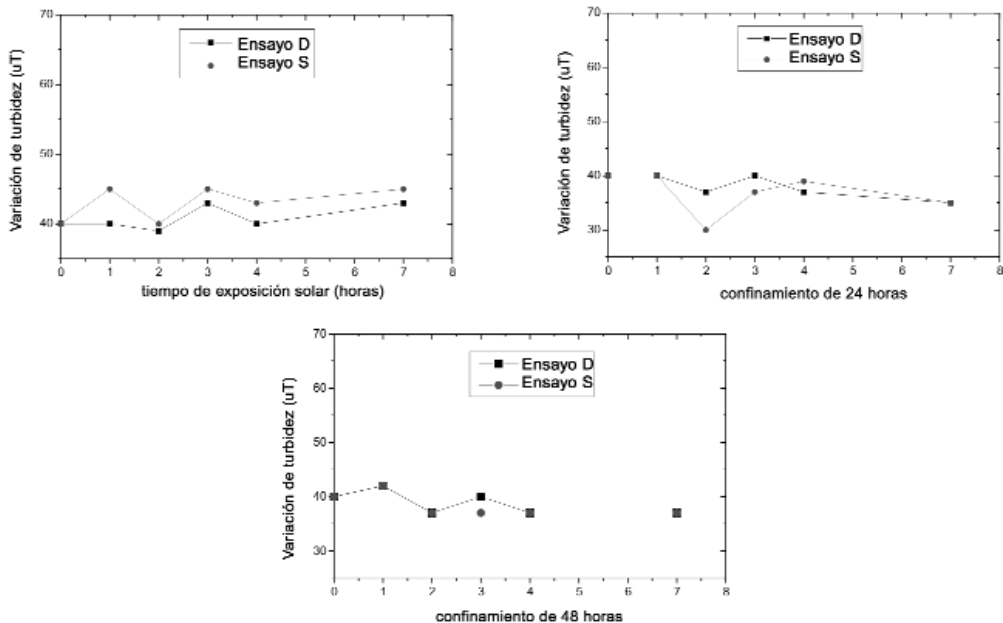 Variación de turbidez (uT)
70
60
50
40
Ensayo D
Ensayo S
0 1 2 3 4 5 6 7 8
tiempo de exposición solar (horas)
Variación de turbidez (uT)
70
60
50
40
30
Ensayo D
Ensayo S
0 1 2 3 4 5 6 7 8
confinamiento de 24 horas
Variación de turbidez (uT)
70
60
50
40
30
Ensayo D
Ensayo S
0 1 2 3 4 5 6 7 8
confinamiento de 48 horas